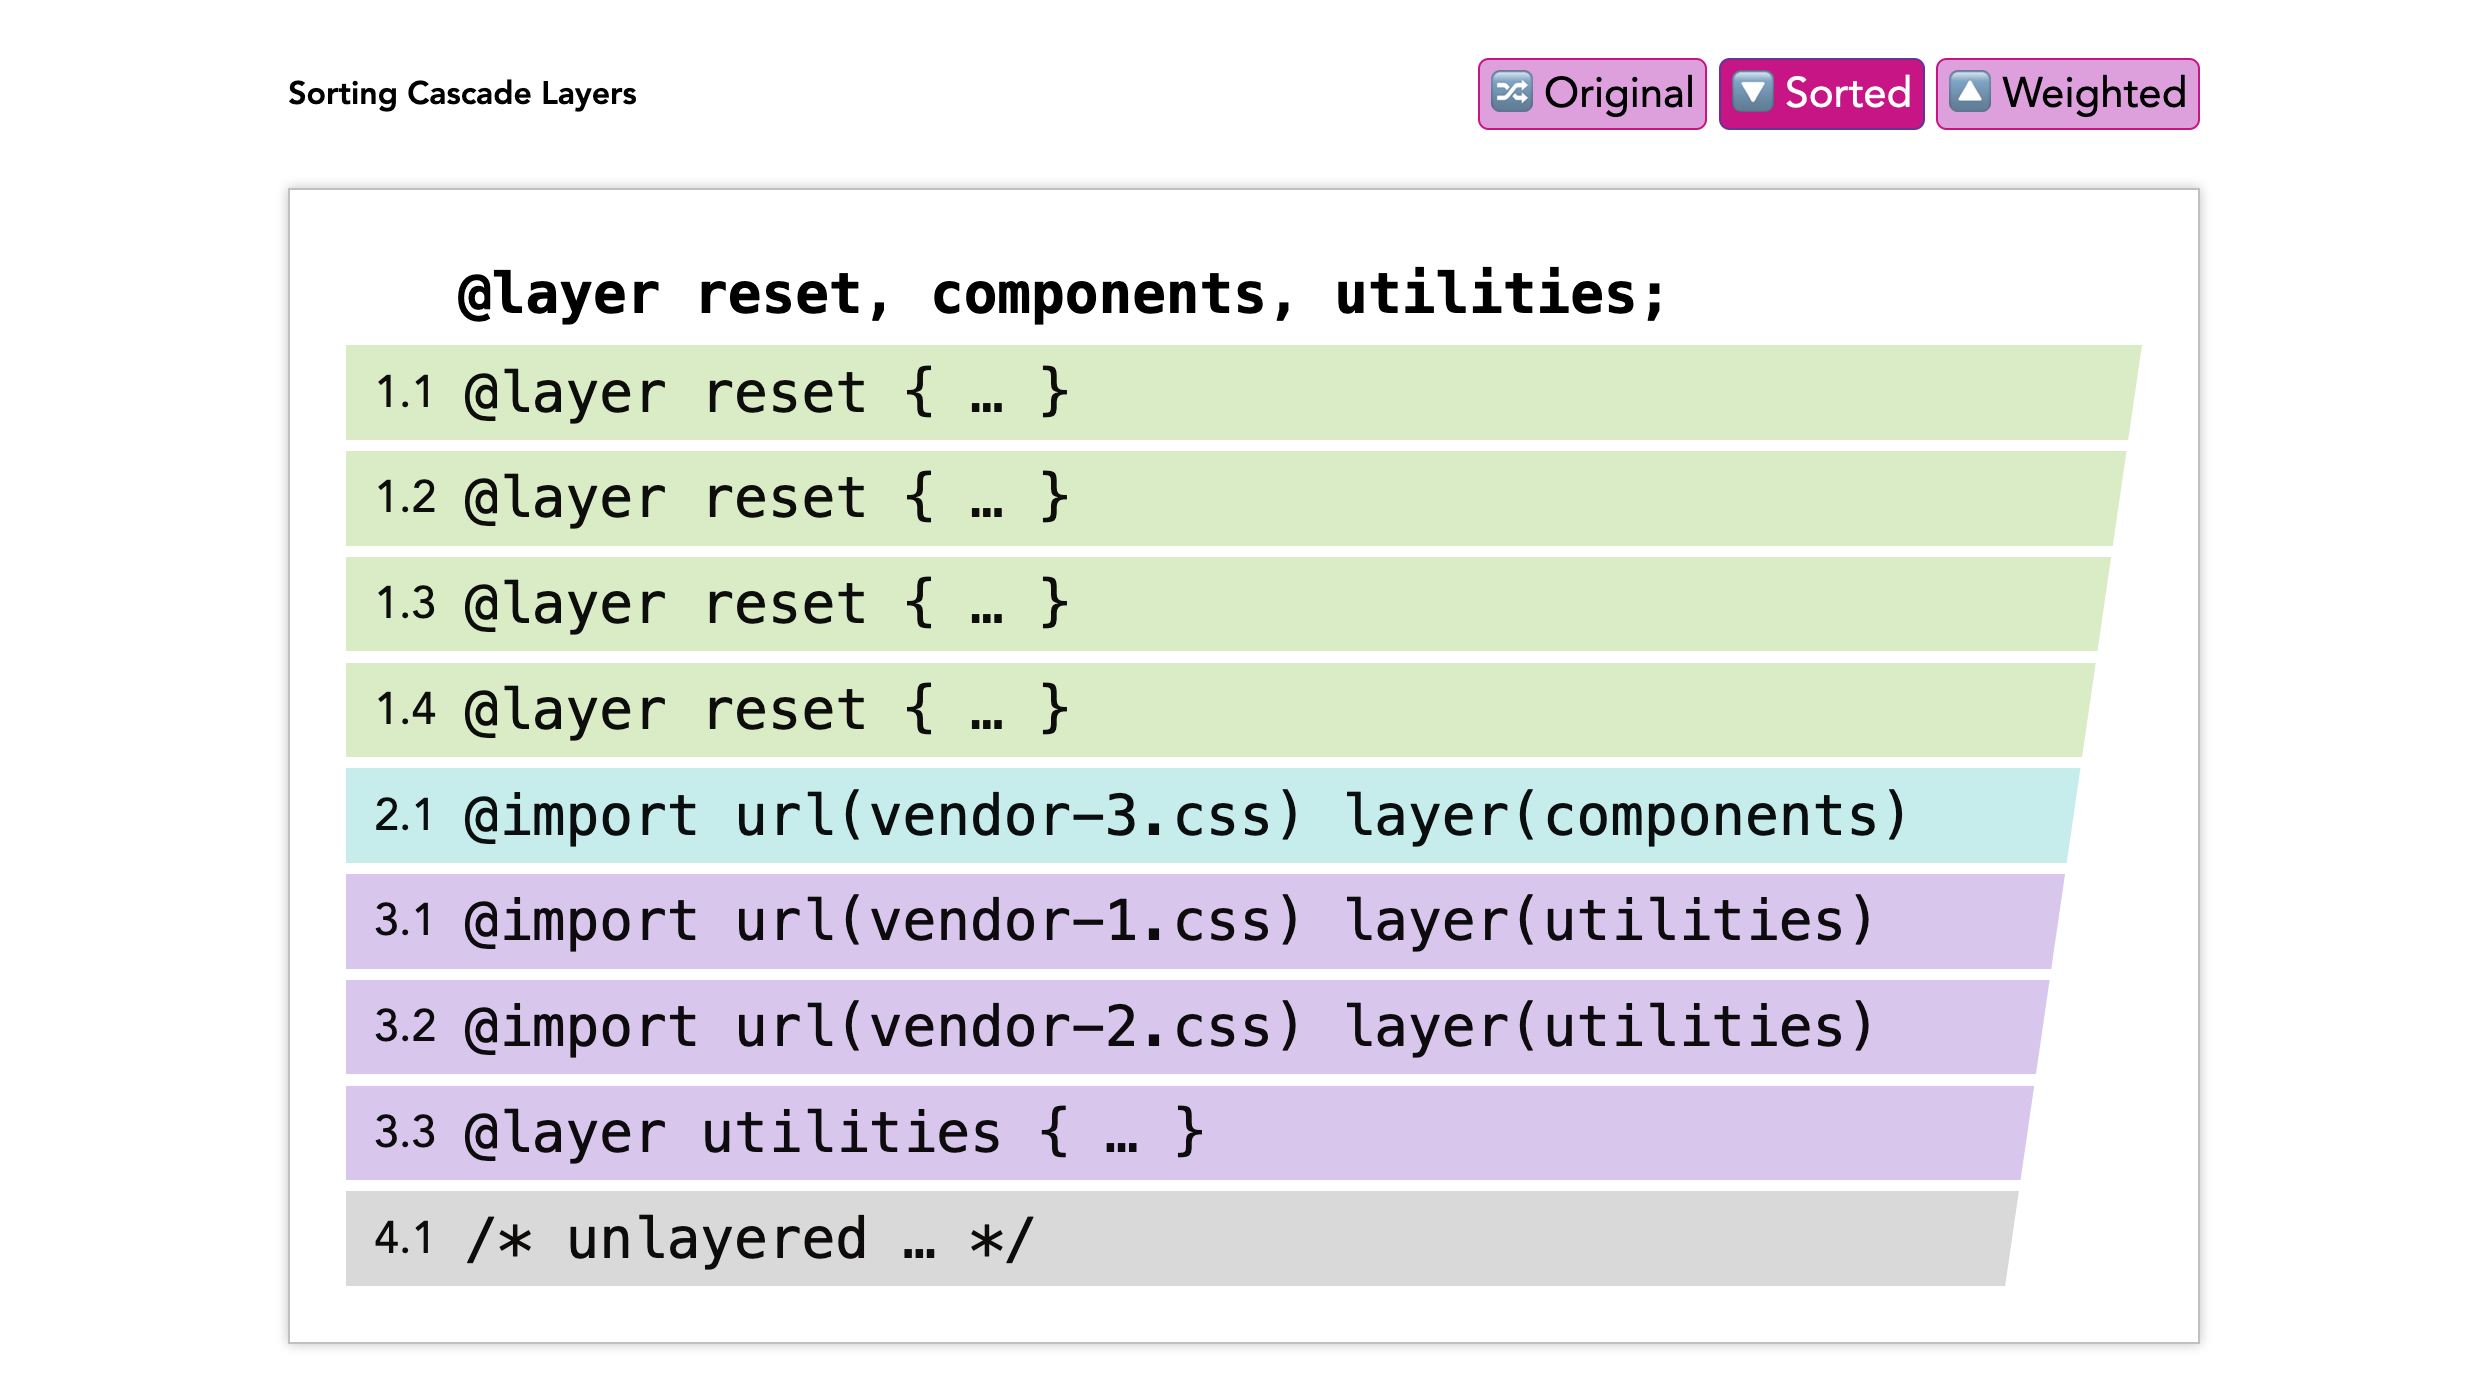 Sorting Cascade Layers
🔀 Original 🔽 Sorted 🔼 Weighted
@layer reset, components, utilities;
1.1 @layer reset { … }
1.2 @layer reset { … }
1.3 @layer reset { … }
1.4 @layer reset { … }
2.1 @import url(vendor-3.css) layer(components)
3.1 @import url(vendor-1.css) layer(utilities)
3.2 @import url(vendor-2.css) layer(utilities)
3.3 @layer utilities { … }
4.1 /* unlayered … */